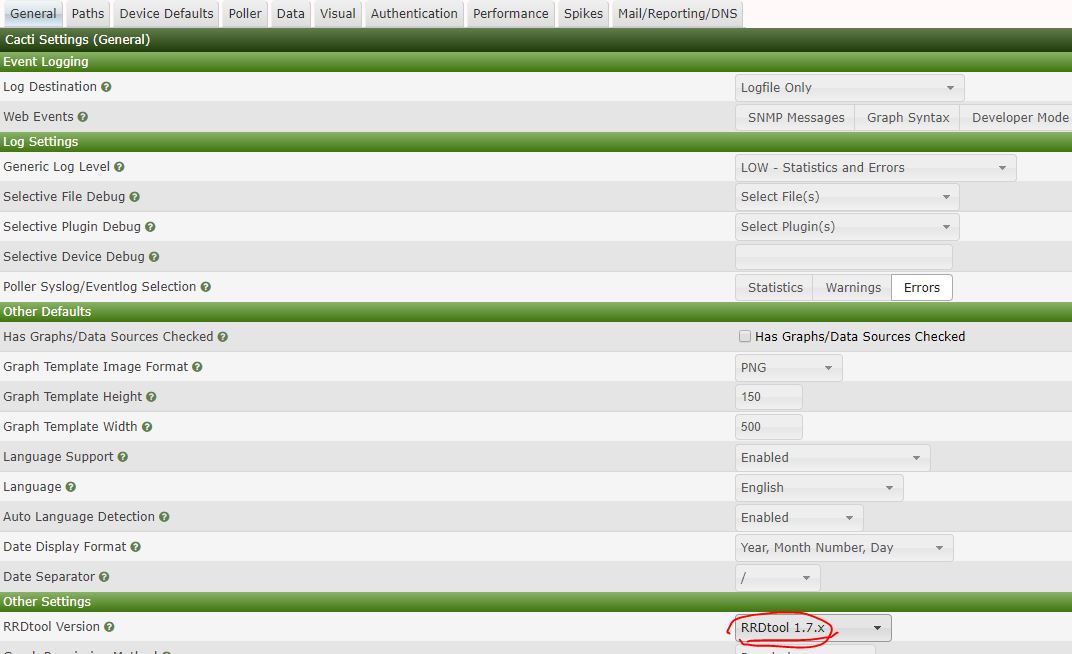 General Paths Device Defaults Poller Data Visual Authentication Performance Spikes Mail/Reporting/DNS
Cacti Settings (General)
Event Logging
Log Destination Logfile Only
Web Events SNMP Messages Graph Syntax Developer Mode
Log Settings
Generic Log Level LOW - Statistics and Errors
Selective File Debug Select File(s)
Selective Plugin Debug Select Plugin(s)
Selective Device Debug
Poller Syslog/Eventlog Selection Statistics Warnings Errors
Other Defaults
Has Graphs/Data Sources Checked Has Graphs/Data Sources Checked
Graph Template Image Format PNG
Graph Template Height 150
Graph Template Width 500
Language Support Enabled
Language English
Auto Language Detection Enabled
Date Display Format Year, Month Number, Day
Date Separator /
Other Settings
RRDtool Version RRDtool 1.7.x